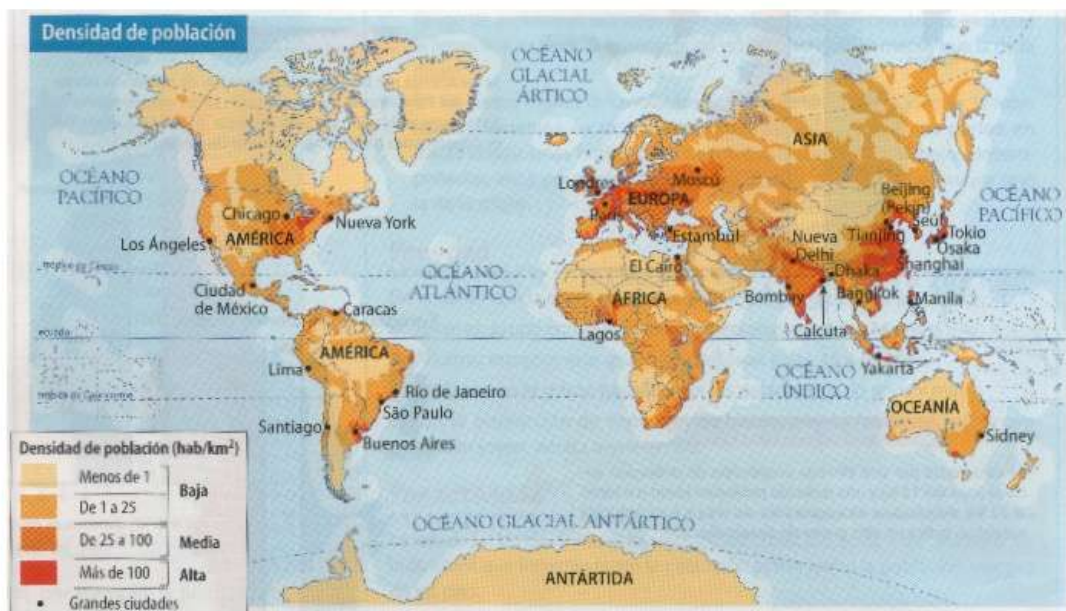 Densidad de población
OCÉANO
GLACIAL
ÁRTICO
ASIA
OCÉANO
PACÍFICO
Londres
Moscú
EUROPA
París
Beijing
(Pekín)
Seúl
OCÉANO
PACÍFICO
Chicago
Nueva York
AMÉRICA
Los Ángeles
Estambul
Nueva
Delhi
Tianjing
Tokio
Osaka
Shanghai
El Cairo
Dhaka
OCÉANO
ATLÁNTICO
ÁFRICA
Bombay
Bangkok
Manila
Ciudad
de México
Caracas
Lagos
Calcuta
ecuador
AMÉRICA
Lima
OCÉANO
ÍNDICO
Yakarta
Río de Janeiro
São Paulo
OCEANÍA
Santiago
Buenos Aires
Sidney
Densidad de población (hab/km²)
Menos de 1
Baja
De 1 a 25
De 25 a 100
Media
Más de 100
Alta
Grandes ciudades
OCÉANO GLACIAL ANTÁRTICO
ANTÁRTIDA